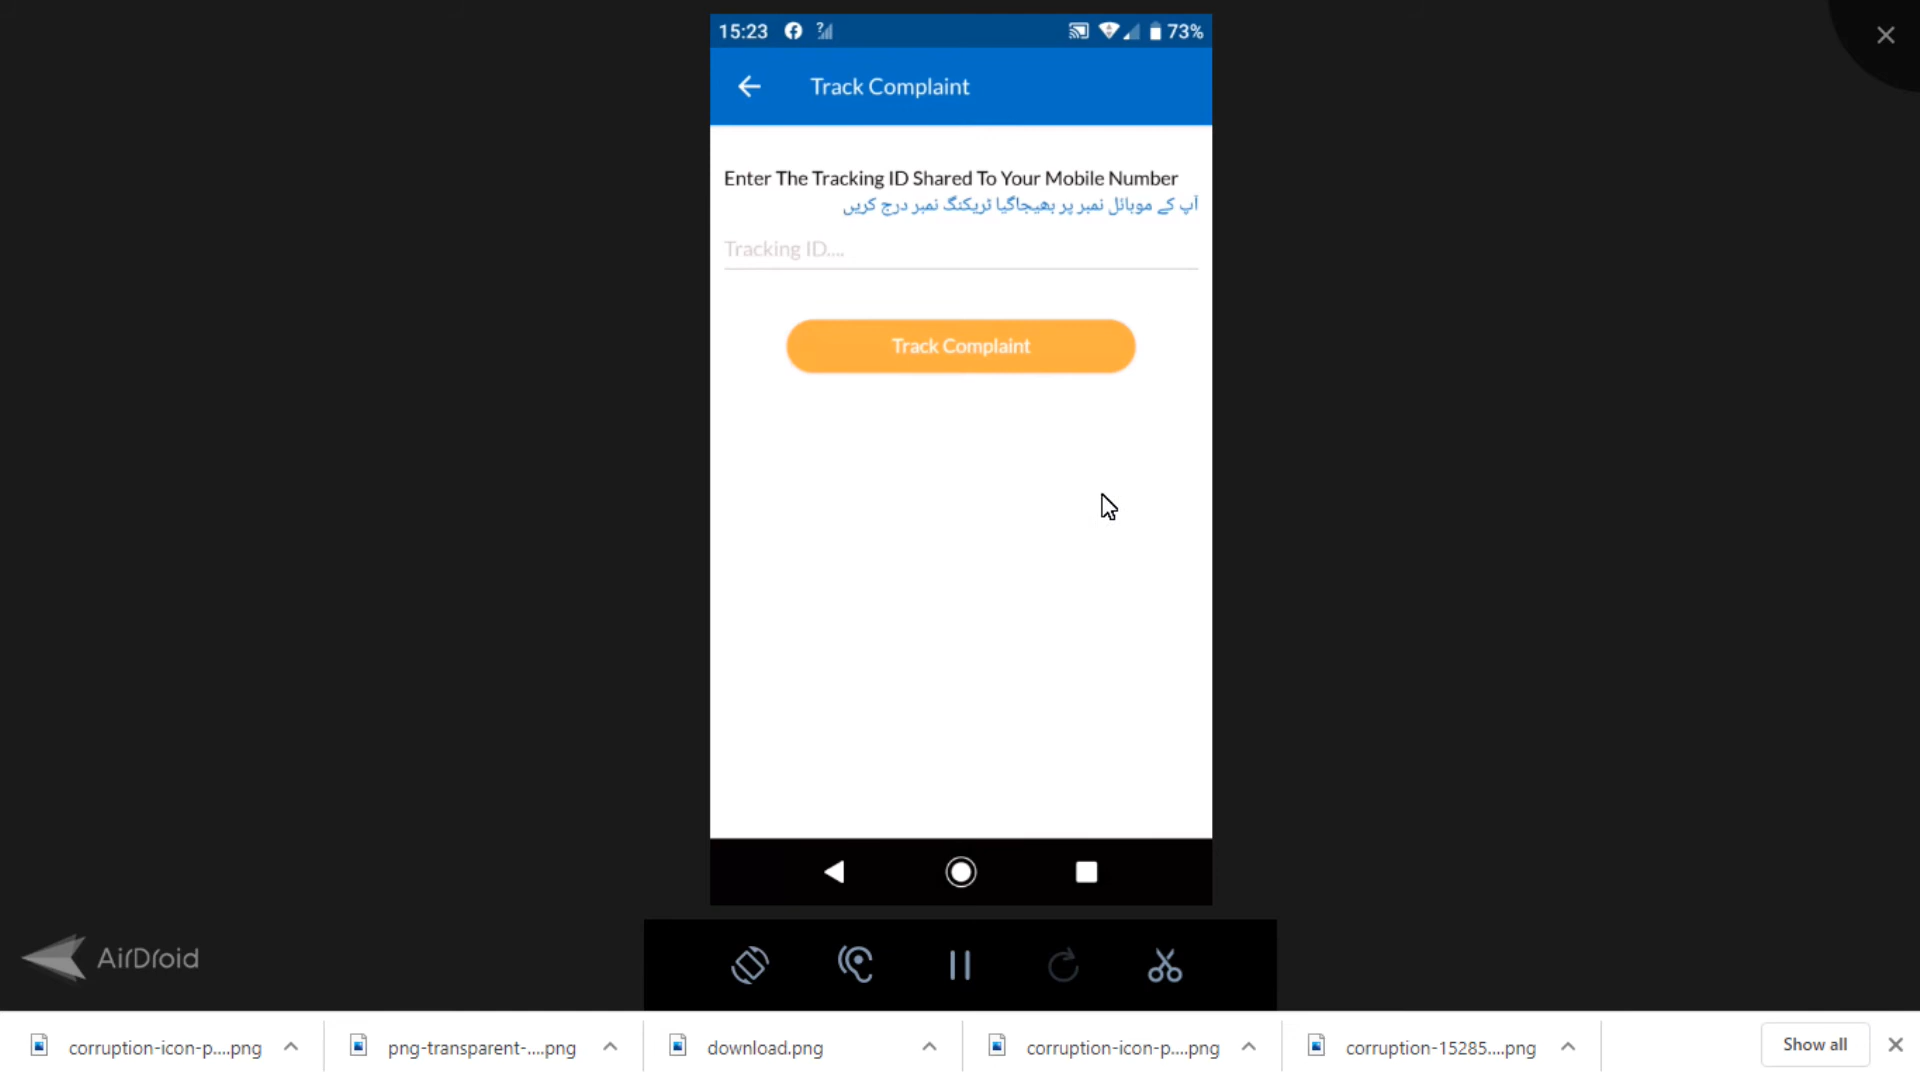 15:23
73%
Track Complaint
Enter The Tracking ID Shared To Your Mobile Number
آپ کے موبائل نمبر پر بھیجاگیا ٹریکنگ نمبر درج کریں
Tracking ID....
Track Complaint
AirDroid
corruption-icon-p....png
png-transparent-....png
download.png
corruption-icon-p....png
corruption-15285....png
Show all